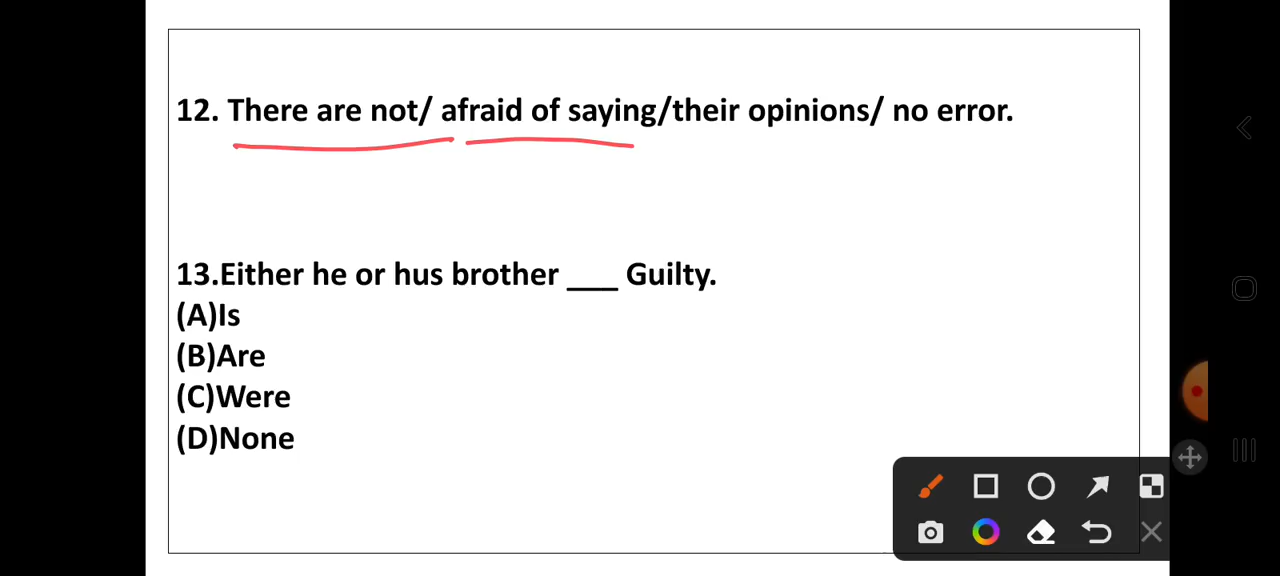 12. There are not/ afraid of saying/their opinions/ no error.
13.Either he or hus brother ____ Guilty.
(A)Is
(B)Are
(C)Were
(D)None